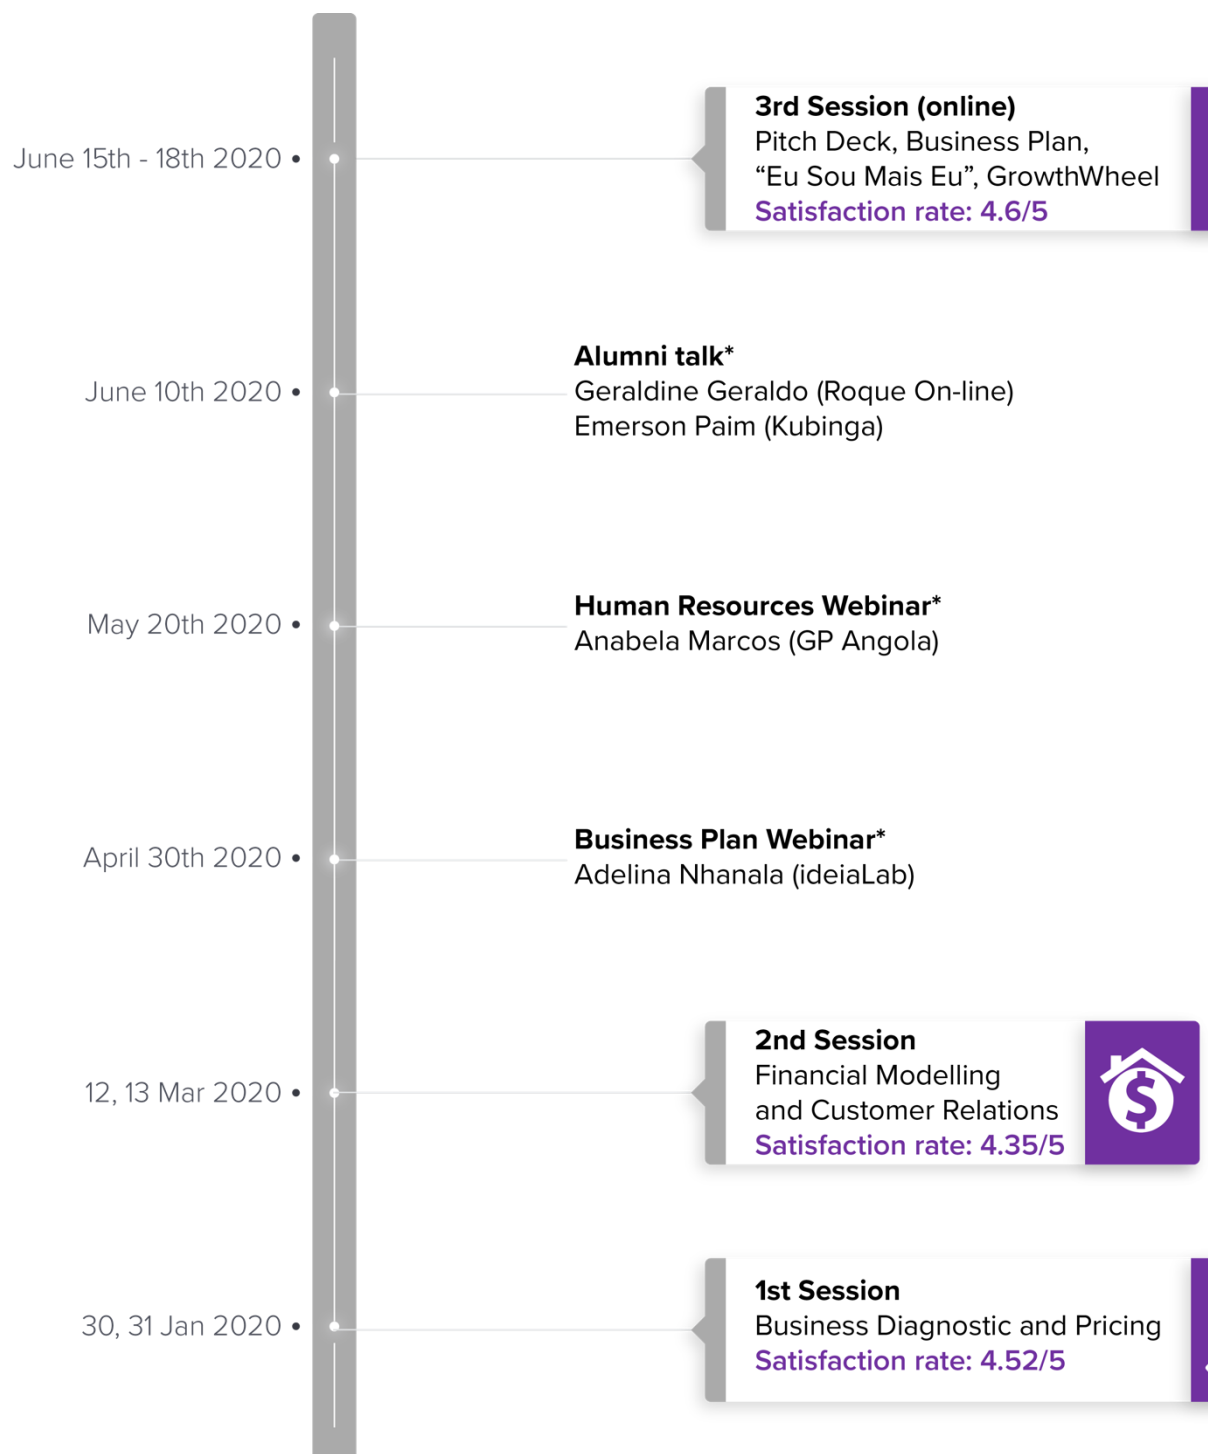 June 15th - 18th 2020
3rd Session (online)
Pitch Deck, Business Plan,
“Eu Sou Mais Eu”, GrowthWheel
Satisfaction rate: 4.6/5
June 10th 2020
Alumni talk*
Geraldine Geraldo (Roque On-line)
Emerson Paim (Kubinga)
May 20th 2020
Human Resources Webinar*
Anabela Marcos (GP Angola)
April 30th 2020
Business Plan Webinar*
Adelina Nhanala (ideiaLab)
12, 13 Mar 2020
2nd Session
Financial Modelling
and Customer Relations
Satisfaction rate: 4.35/5
$
30, 31 Jan 2020
1st Session
Business Diagnostic and Pricing
Satisfaction rate: 4.52/5